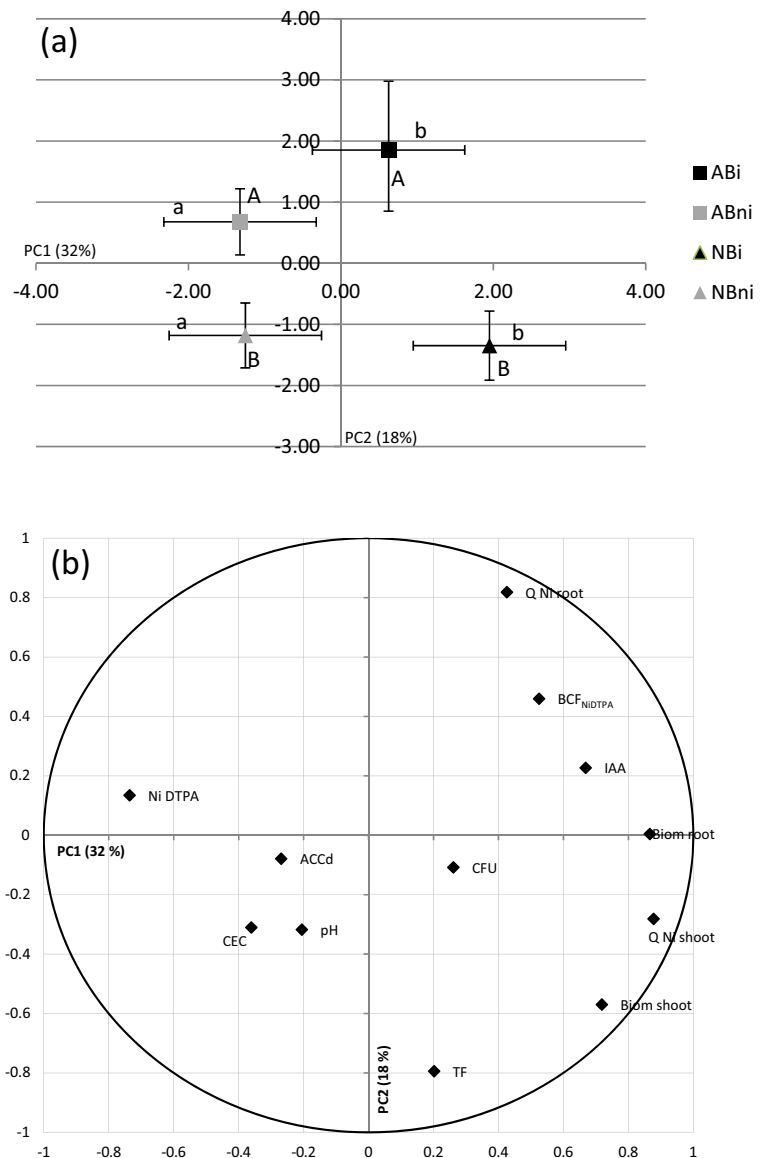 (a)
4.00
3.00
2.00
1.00
0.00
-1.00
-2.00
-3.00
-4.00 -2.00 0.00 2.00 4.00
PC1 (32%)
PC2 (18%)
b
A
a
A
a
B
b
B
ABi
ABni
NBi
NBni
(b)
1
0.8
0.6
0.4
0.2
0
-0.2
-0.4
-0.6
-0.8
-1
Q Ni root
BCF NiDTPA
IAA
Ni DTPA
Biom root
PC1 (32 %)
ACCd
CFU
CEC
pH
Q Ni shoot
Biom shoot
TF
PC2 (18 %)
-1 -0.8 -0.6 -0.4 -0.2 0 0.2 0.4 0.6 0.8 1